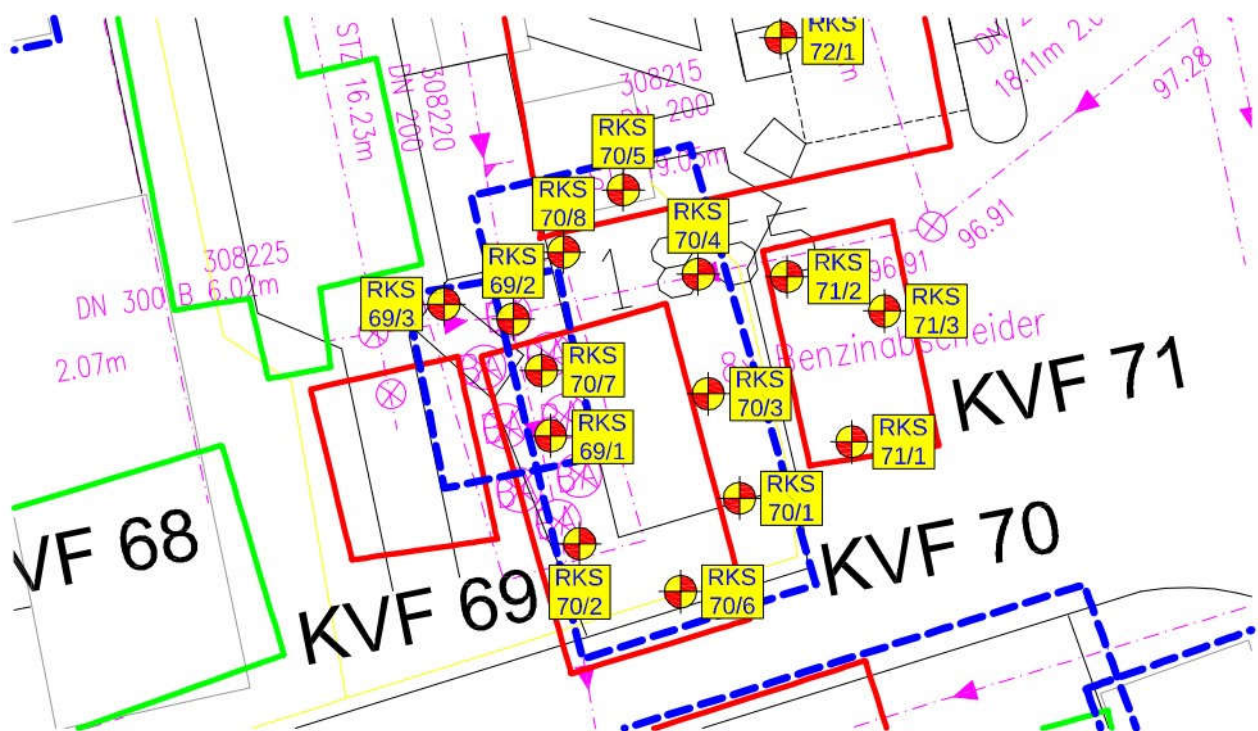 RKS
72/1
308215
DN 200
18.11m
97.28
STZ 16.23m
DN 200
308220
RKS
70/5
RKS
70/8
RKS
70/4
96.91
308225
DN 300 B 6.02m
2.07m
RKS
69/3
RKS
69/2
1
RKS
71/2
96.91
RKS
71/3
Benzinabscheider
RKS
70/7
RKS
70/3
KVF 71
RKS
69/1
BA
RKS
71/1
RKS
70/1
VF 68
KVF 69
RKS
70/2
RKS
70/6
KVF 70